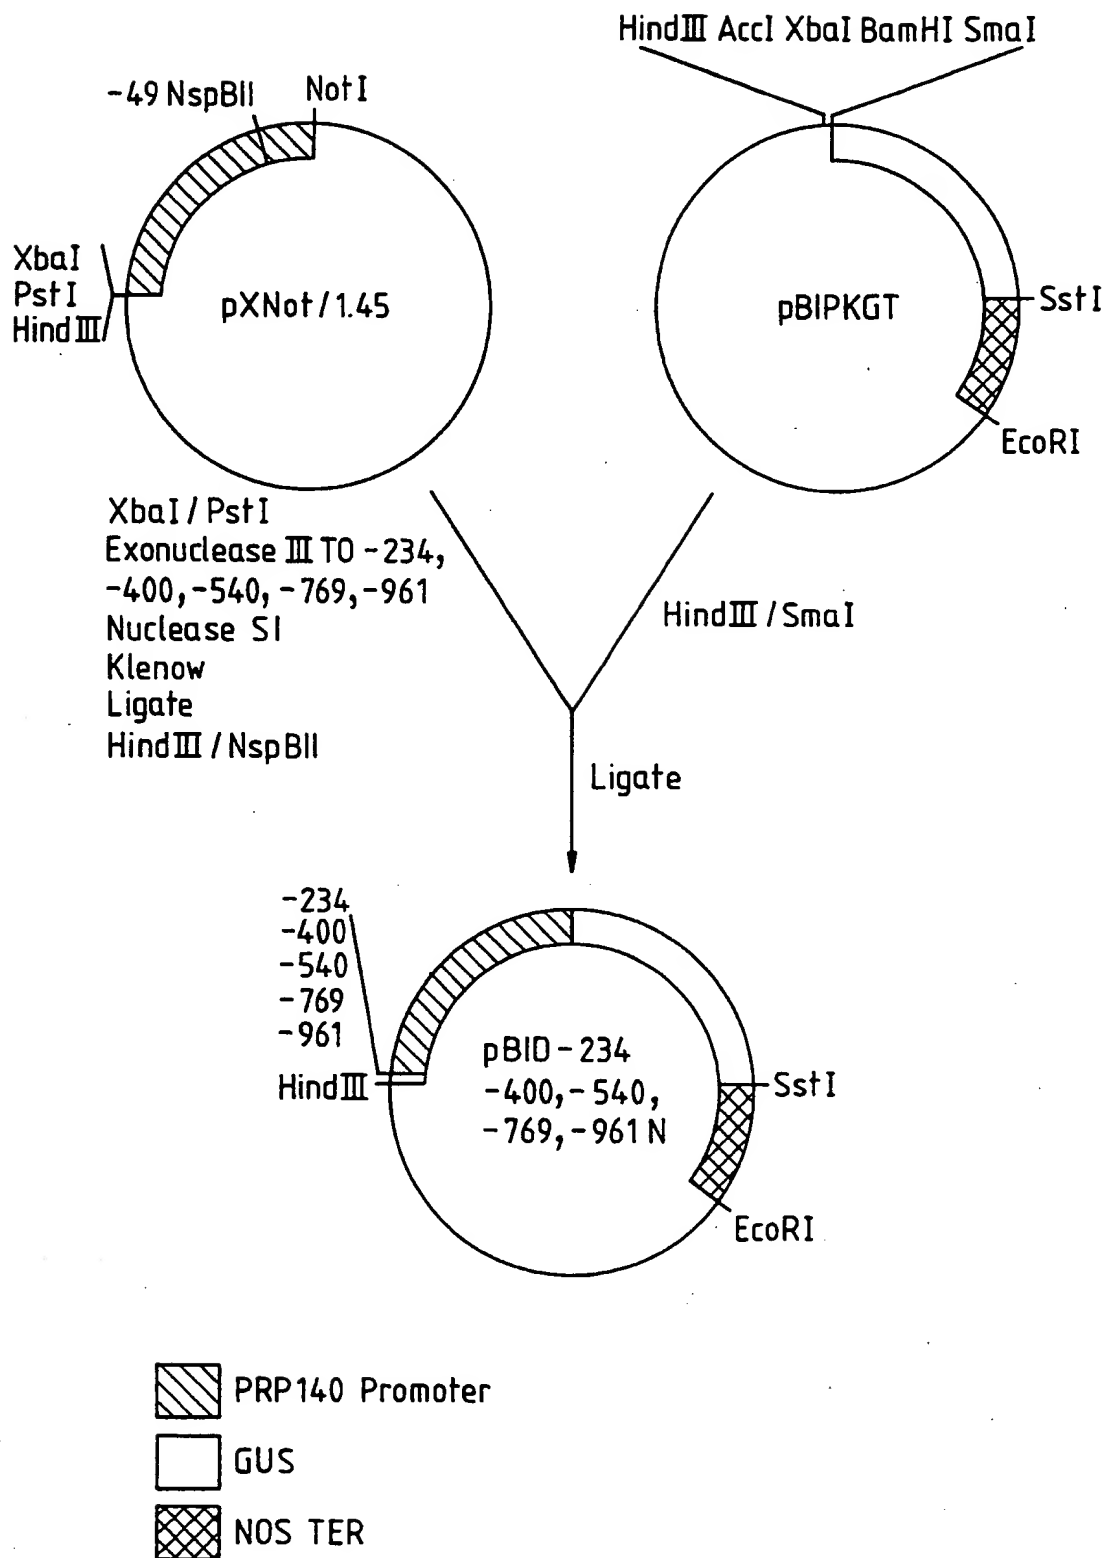 HindIII AccI XbaI BamHI SmaI
-49 NspBII NotI
XbaI
PstI
HindIII
pXNot/1.45
pBIPKGT
SstI
EcoRI
XbaI / PstI
Exonuclease III TO -234,
-400,-540, -769,-961
Nuclease SI
Klenow
Ligate
HindIII / NspBII
HindIII / SmaI
Ligate
-234
-400
-540
-769
-961
HindIII
pBID-234
-400,-540,
-769,-961 N
SstI
EcoRI
PRP140 Promoter
GUS
NOS TER